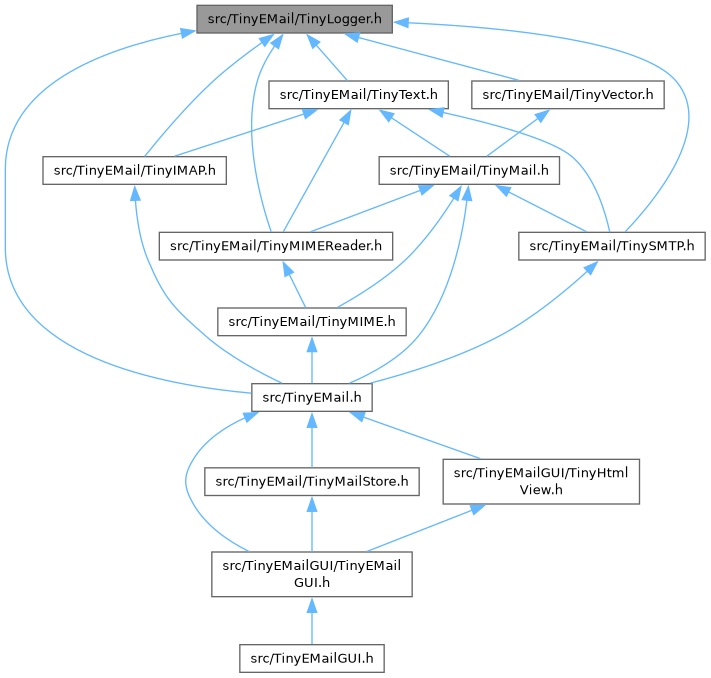 src/TinyEMail/TinyLogger.h
src/TinyEMail/TinyText.h
src/TinyEMail/TinyVector.h
src/TinyEMail/TinyIMAP.h
src/TinyEMail/TinyMail.h
src/TinyEMail/TinyMIMEReader.h
src/TinyEMail/TinySMTP.h
src/TinyEMail/TinyMIME.h
src/TinyEMail.h
src/TinyEMail/TinyMailStore.h
src/TinyEMailGUI/TinyHtml
View.h
src/TinyEMailGUI/TinyEMail
GUI.h
src/TinyEMailGUI.h